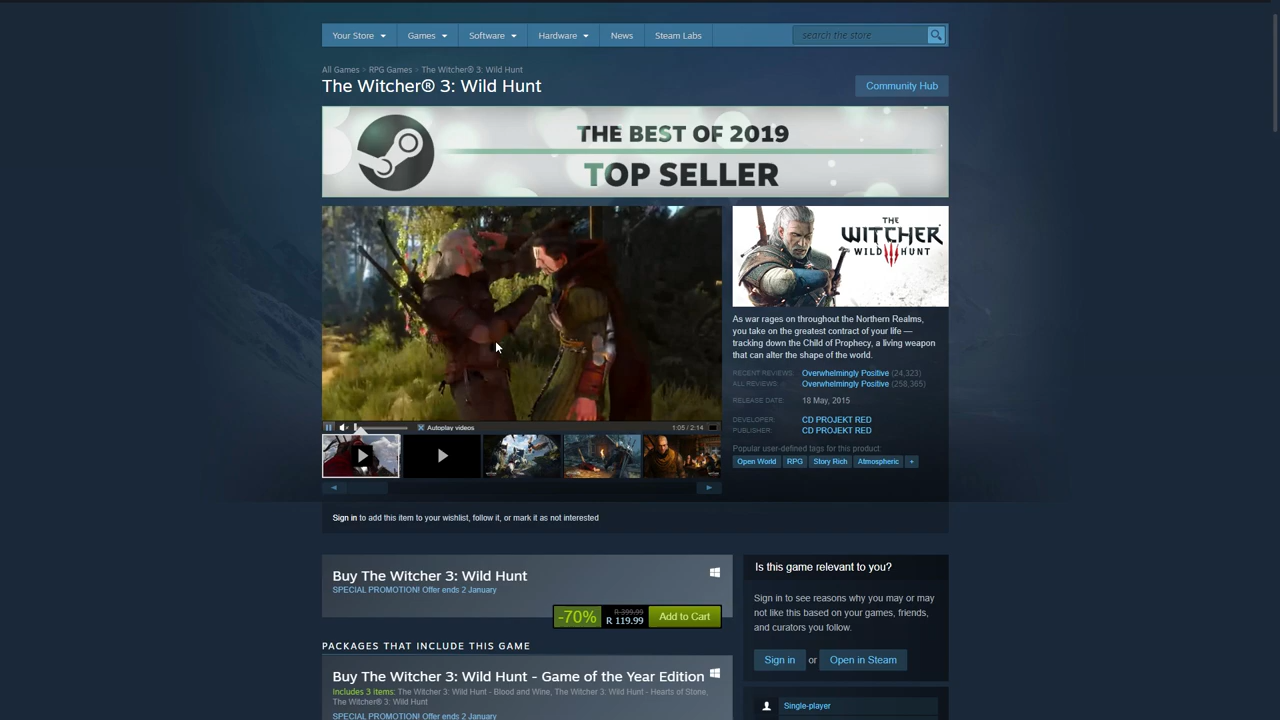 Your Store
Games
Software
Hardware
News
Steam Labs
search the store
All Games > RPG Games > The Witcher® 3: Wild Hunt
The Witcher® 3: Wild Hunt
Community Hub
THE BEST OF 2019
TOP SELLER
THE
WITCHER
WILD HUNT
As war rages on throughout the Northern Realms,
you take on the greatest contract of your life —
tracking down the Child of Prophecy, a living weapon
that can alter the shape of the world.
RECENT REVIEWS: Overwhelmingly Positive (24,323)
ALL REVIEWS: Overwhelmingly Positive (258,365)
RELEASE DATE: 18 May, 2015
DEVELOPER: CD PROJEKT RED
PUBLISHER: CD PROJEKT RED
Popular user-defined tags for this product:
Open World RPG Story Rich Atmospheric +
Autoplay videos
1:05 / 2:14
Sign in to add this item to your wishlist, follow it, or mark it as not interested
Buy The Witcher 3: Wild Hunt
SPECIAL PROMOTION! Offer ends 2 January
-70% R 399.99 R 119.99 Add to Cart
PACKAGES THAT INCLUDE THIS GAME
Buy The Witcher 3: Wild Hunt - Game of the Year Edition
Includes 3 items: The Witcher 3: Wild Hunt - Blood and Wine, The Witcher 3: Wild Hunt - Hearts of Stone,
The Witcher® 3: Wild Hunt
SPECIAL PROMOTION! Offer ends 2 January
Is this game relevant to you?
Sign in to see reasons why you may or may
not like this based on your games, friends,
and curators you follow.
Sign in or Open in Steam
Single-player